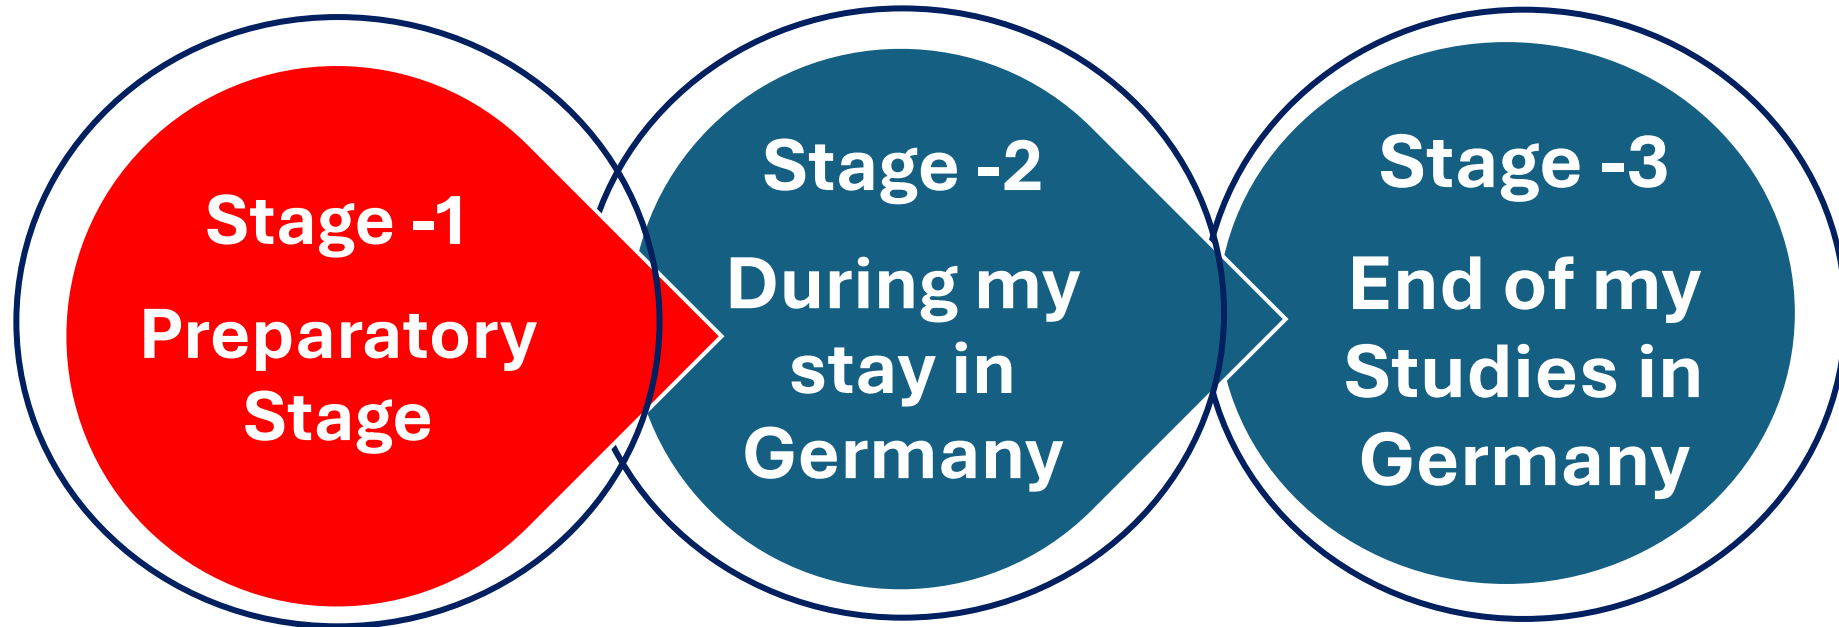 Stage -1
Preparatory
Stage
Stage -2
During my
stay in
Germany
Stage -3
End of my
Studies in
Germany